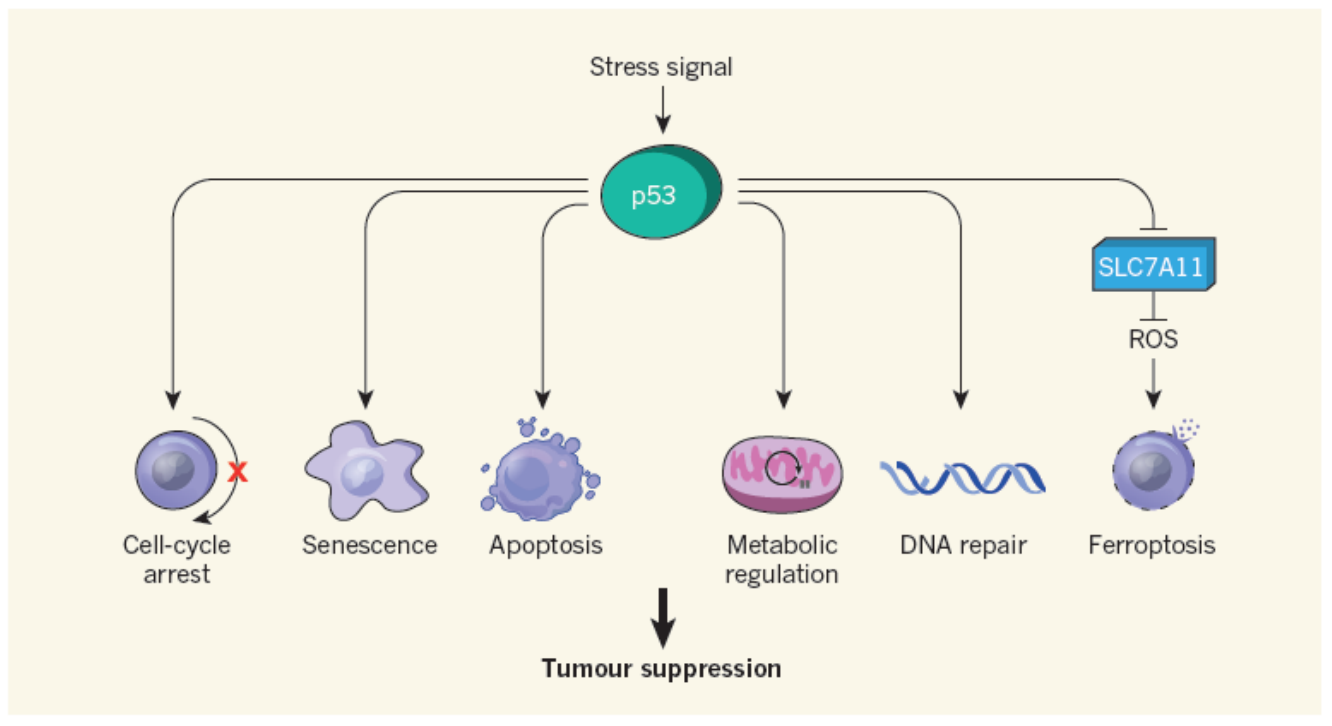 Stress signal
p53
SLC7A11
ROS
X
Cell-cycle
arrest
Senescence
Apoptosis
Metabolic
regulation
DNA repair
Ferroptosis
Tumour suppression